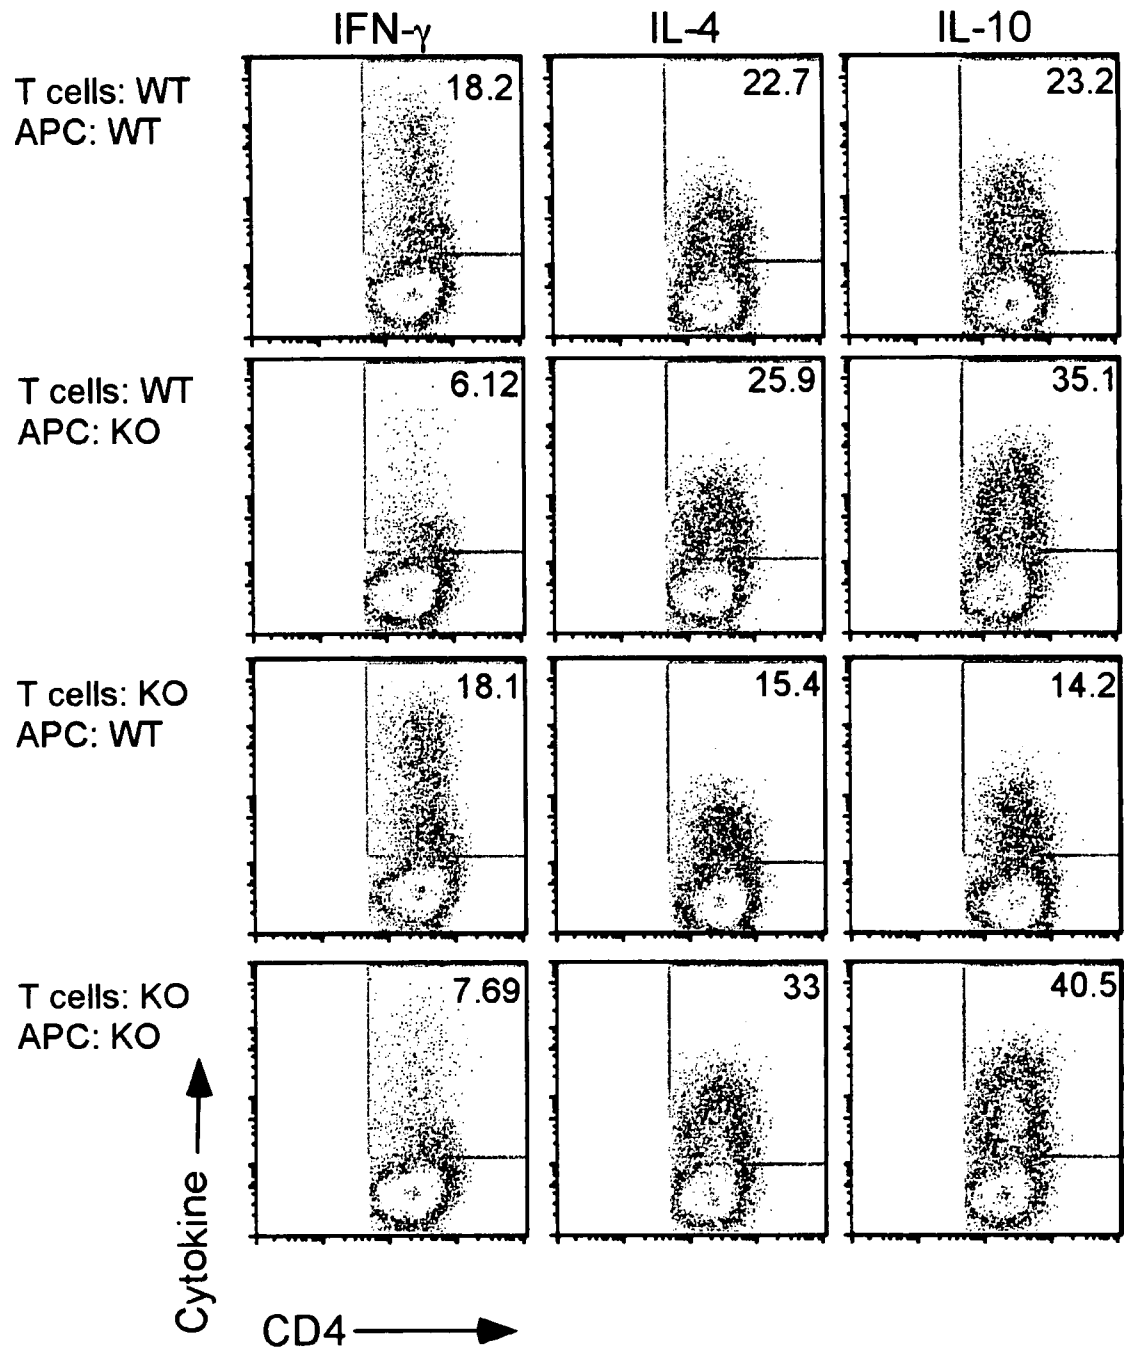 IFN-γ IL-4 IL-10
T cells: WT
APC: WT
18.2 22.7 23.2
T cells: WT
APC: KO
6.12 25.9 35.1
T cells: KO
APC: WT
18.1 15.4 14.2
T cells: KO
APC: KO
7.69 33 40.5
Cytokine
CD4